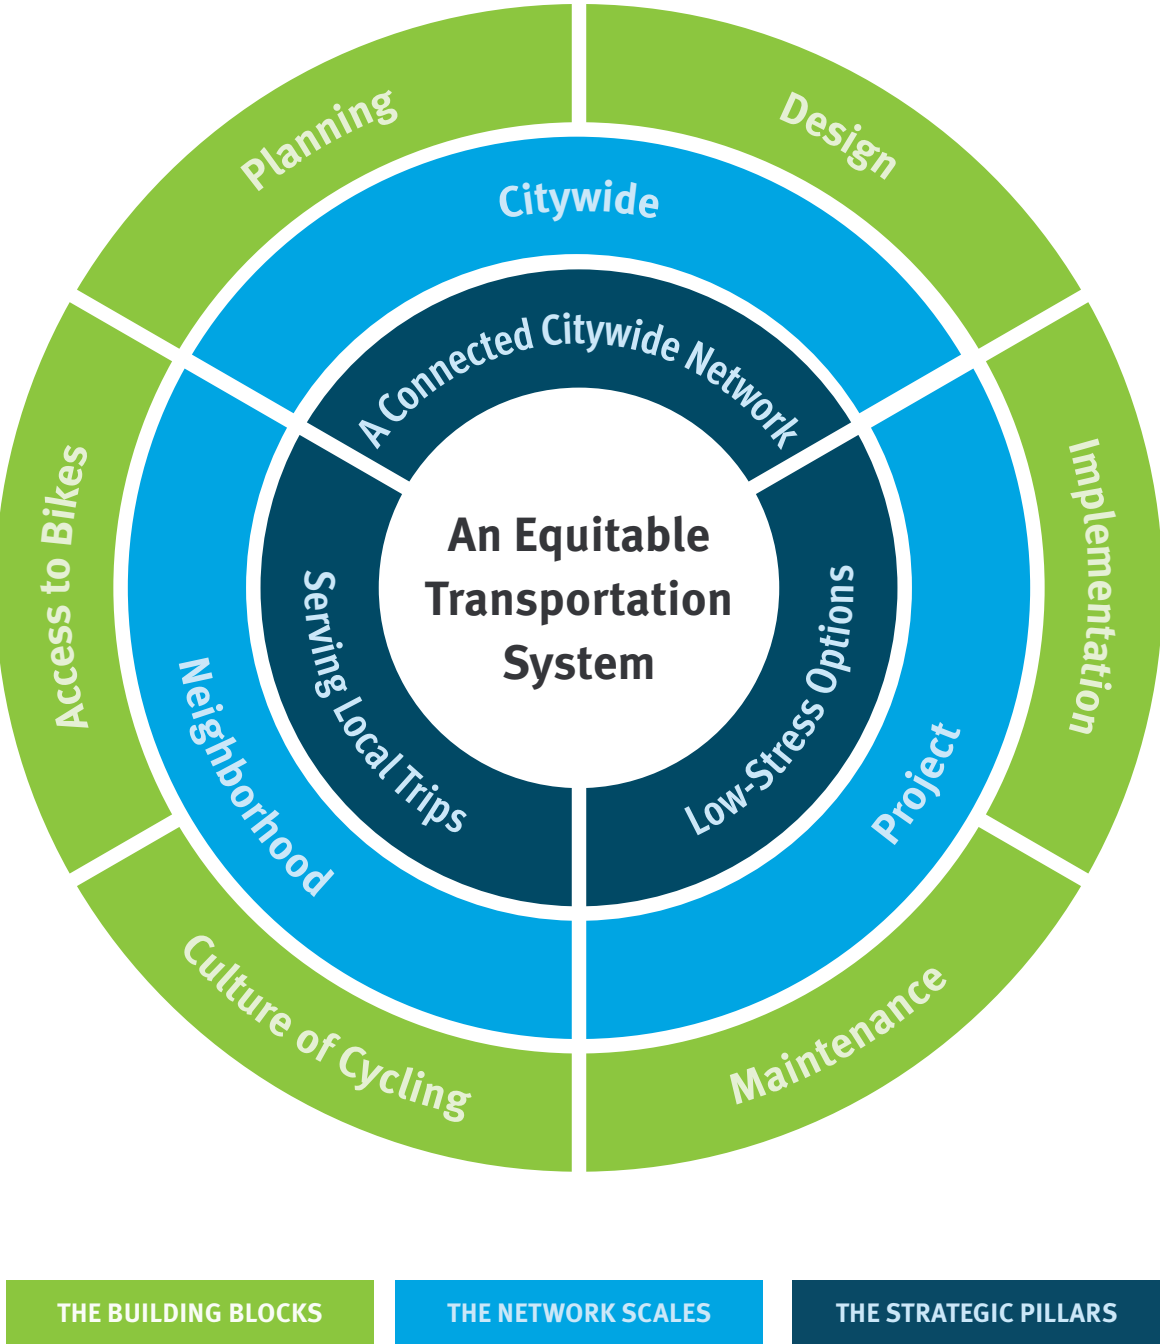 Planning
Design
Citywide
A Connected Citywide Network
Access to Bikes
Implementation
An Equitable
Transportation
System
Serving Local Trips
Low-Stress Options
Neighborhood
Project
Culture of Cycling
Maintenance
THE BUILDING BLOCKS
THE NETWORK SCALES
THE STRATEGIC PILLARS